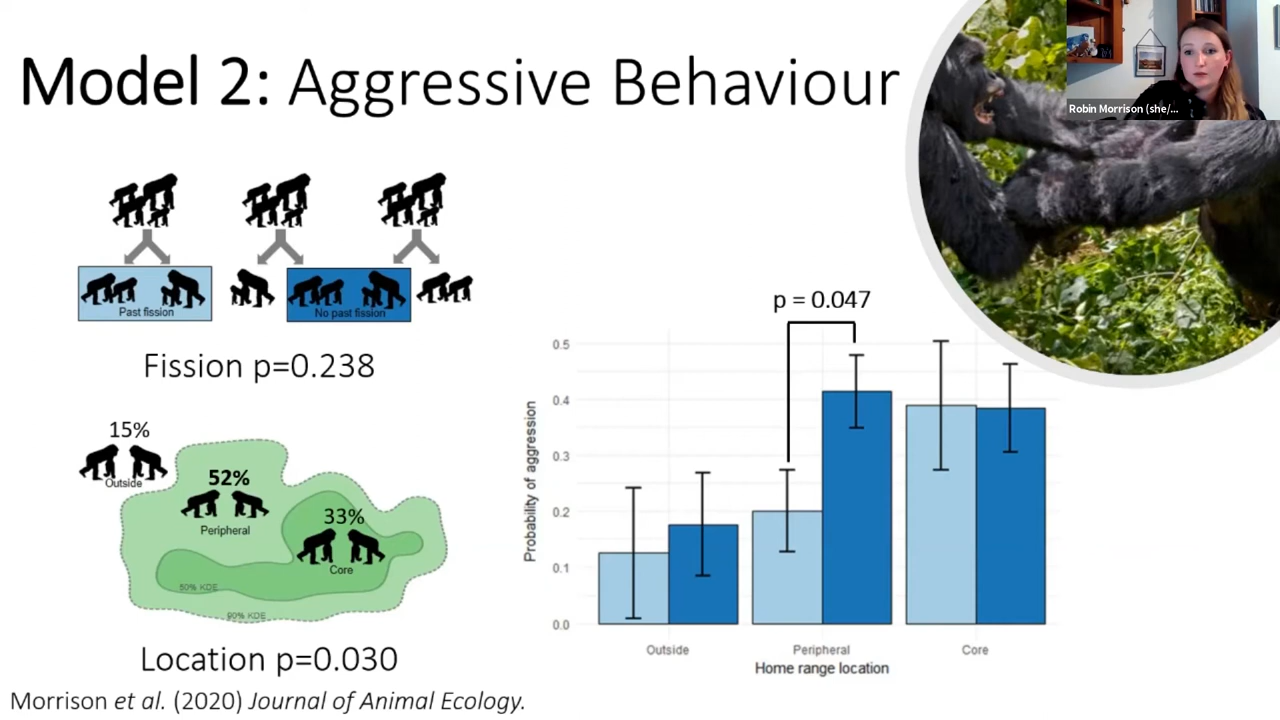 Model 2: Aggressive Behaviour
Robin Morrison (she/...
Past fission
No past fission
Fission p=0.238
p = 0.047
15%
Outside
52%
Peripheral
33%
Core
50% KDE
90% KDE
Location p=0.030
Probability of aggression
0.5
0.4
0.3
0.2
0.1
0.0
Outside
Peripheral
Core
Home range location
Morrison et al. (2020) Journal of Animal Ecology.